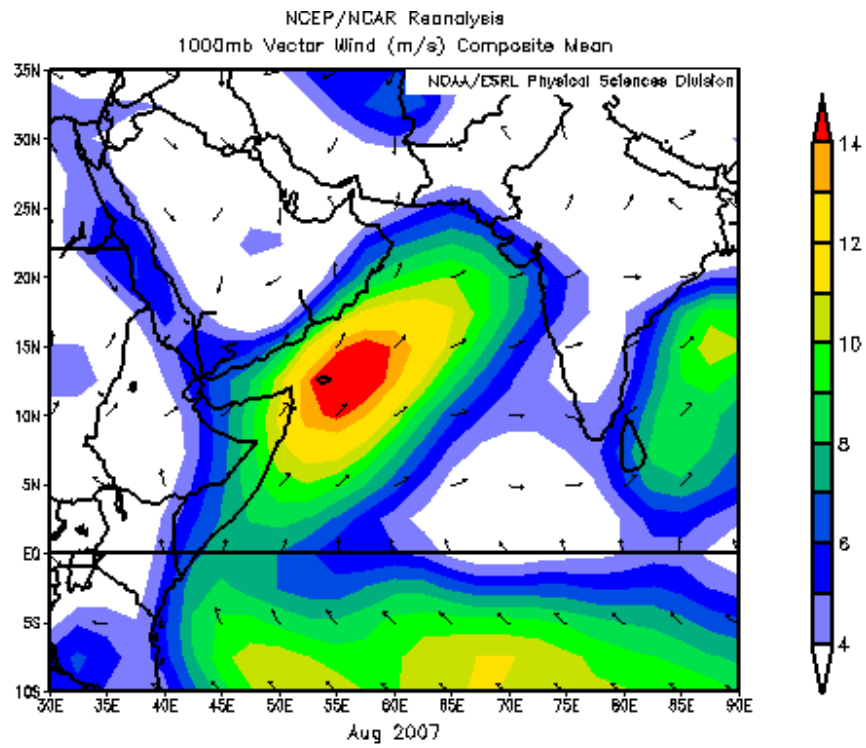 NCEP/NCAR Reanalysis
1000mb Vector Wind (m/s) Composite Mean
NOAA/ESRL Physical Sciences Division
35N
30N
25N
20N
15N
10N
5N
EQ
5S
10S
30E 35E 40E 45E 50E 55E 60E 65E 70E 75E 80E 85E 90E
Aug 2007
14
12
10
8
6
4